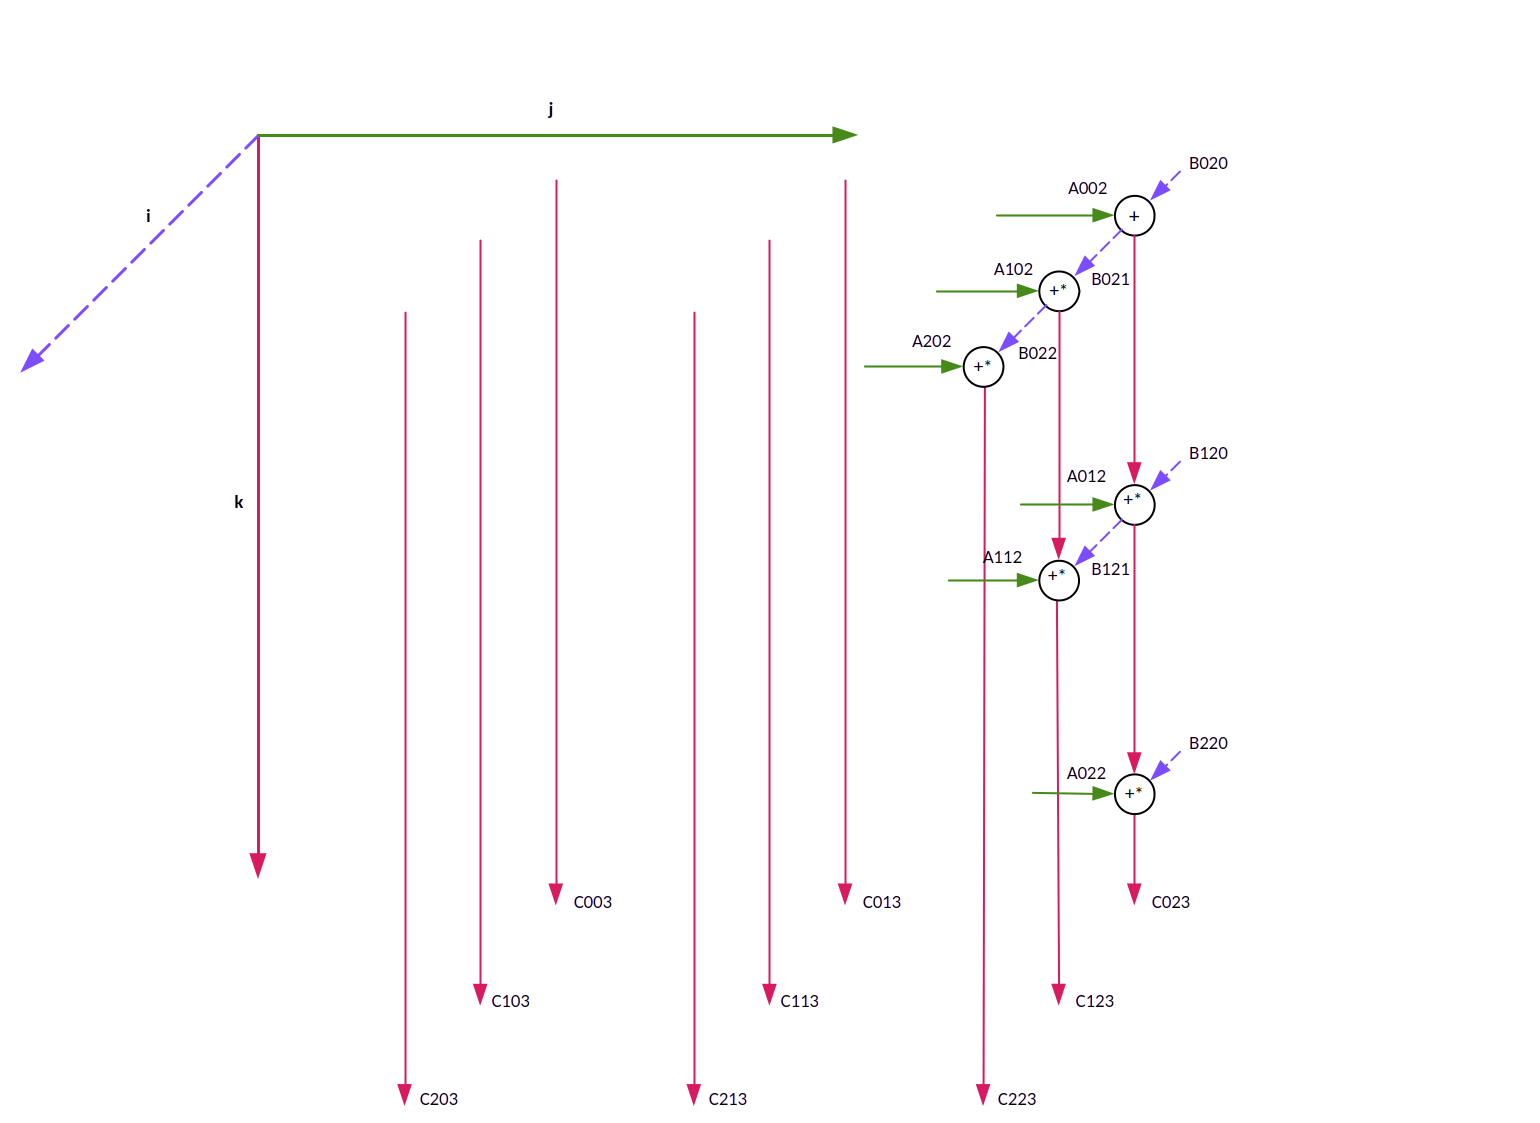 j
B020
A002
+
i
A102
B021
+*
A202
B022
+*
B120
A012
+*
k
A112
B121
+*
B220
A022
+*
C003
C013
C023
C103
C113
C123
C203
C213
C223